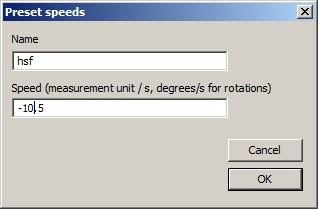 Preset speeds
Name
hsf
Speed (measurement unit / s, degrees/s for rotations)
-10.5
Cancel
OK